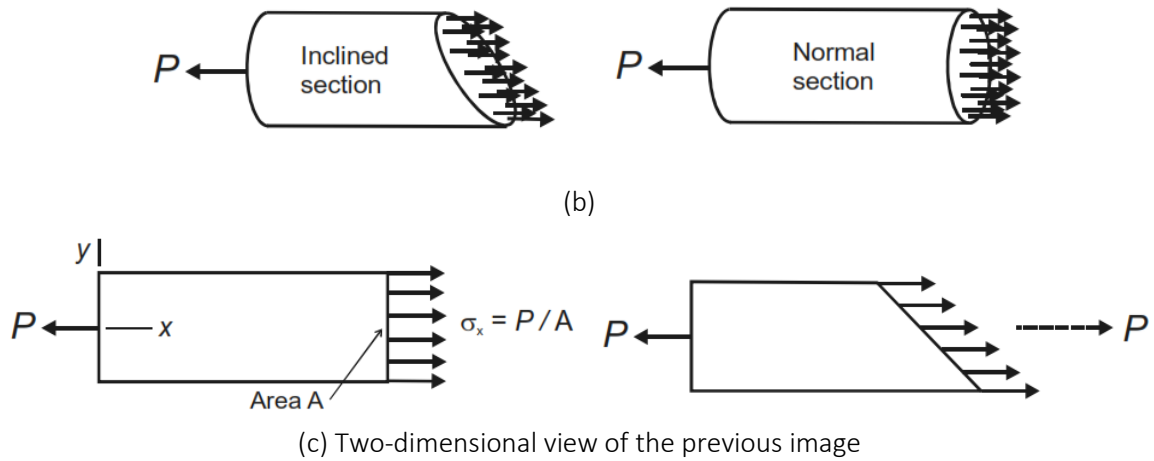 P
Inclined
section
P
Normal
section
(b)
y
P
x
σx = P / A
Area A
P
P
(c) Two-dimensional view of the previous image